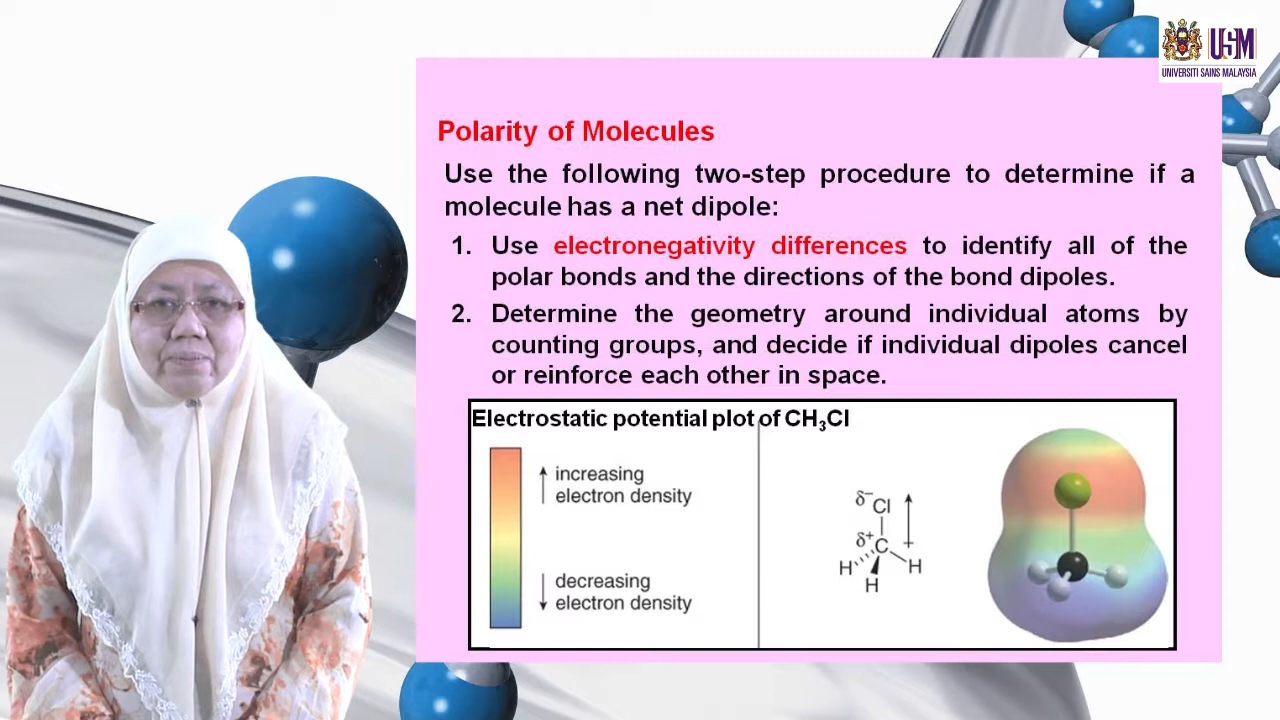 USM
UNIVERSITI SAINS MALAYSIA
Polarity of Molecules
Use the following two-step procedure to determine if a
molecule has a net dipole:
1. Use electronegativity differences to identify all of the
polar bonds and the directions of the bond dipoles.
2. Determine the geometry around individual atoms by
counting groups, and decide if individual dipoles cancel
or reinforce each other in space.
Electrostatic potential plot of CH₃Cl
↑ increasing
electron density
↓ decreasing
electron density
δ⁻ Cl
δ⁺ C
H H
H